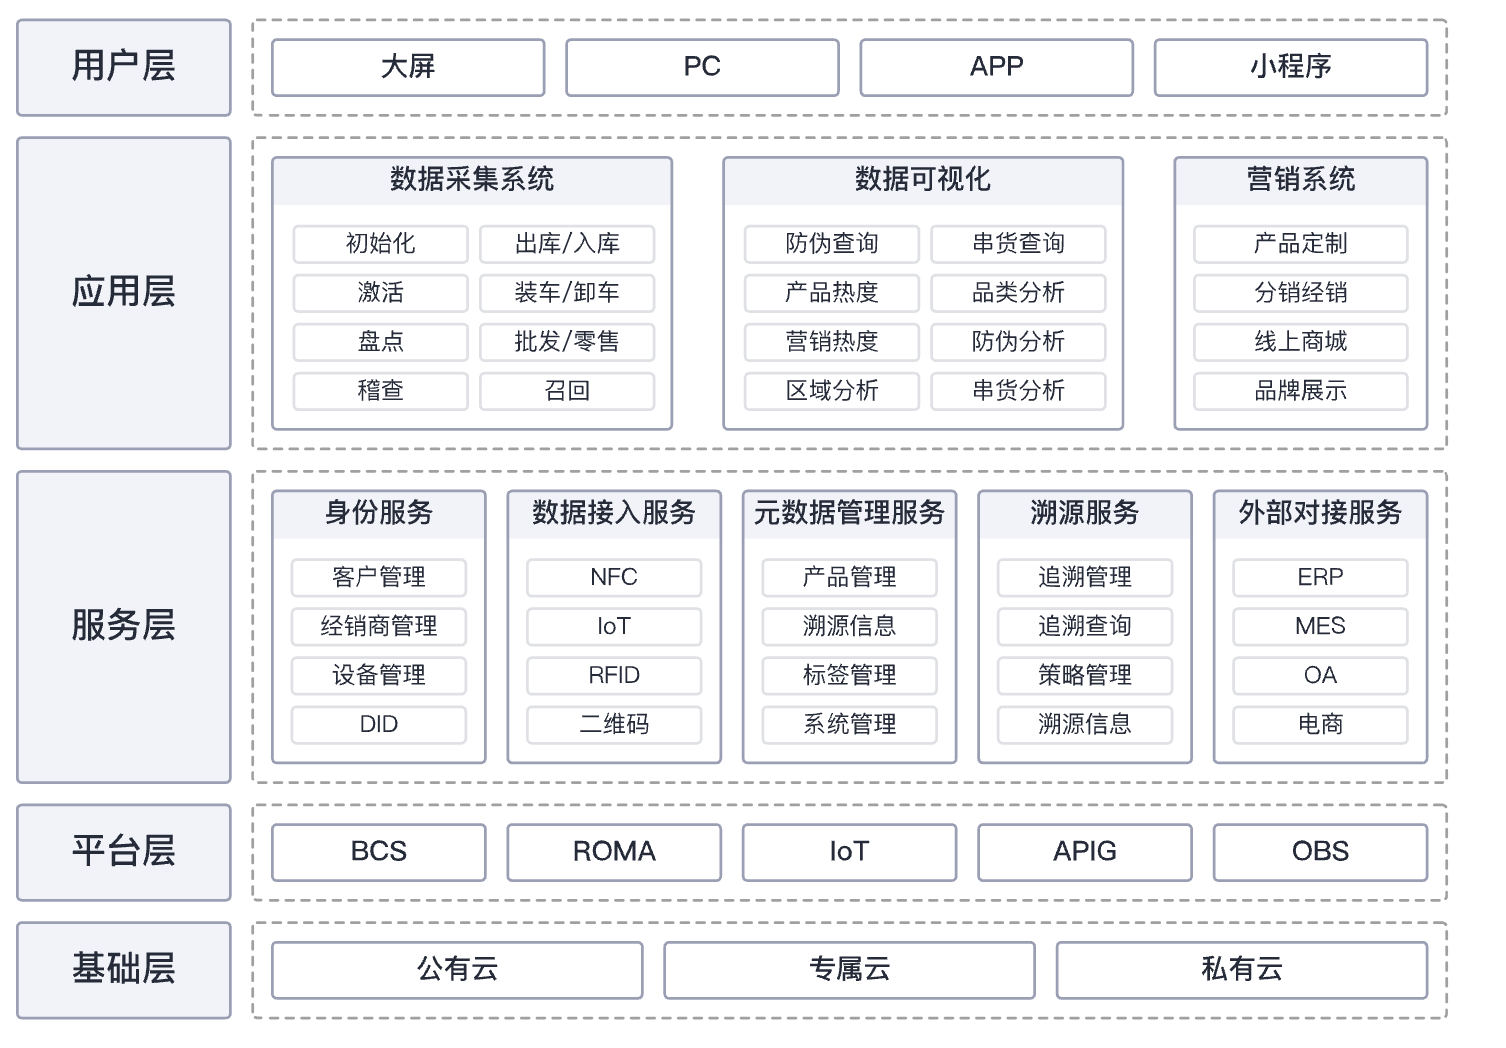 用户层
大屏
PC
APP
小程序
应用层
数据采集系统
初始化
出库/入库
激活
装车/卸车
盘点
批发/零售
稽查
召回
数据可视化
防伪查询
串货查询
产品热度
品类分析
营销热度
防伪分析
区域分析
串货分析
营销系统
产品定制
分销经销
线上商城
品牌展示
服务层
身份服务
客户管理
经销商管理
设备管理
DID
数据接入服务
NFC
IoT
RFID
二维码
元数据管理服务
产品管理
溯源信息
标签管理
系统管理
溯源服务
追溯管理
追溯查询
策略管理
溯源信息
外部对接服务
ERP
MES
OA
电商
平台层
BCS
ROMA
IoT
APIG
OBS
基础层
公有云
专属云
私有云